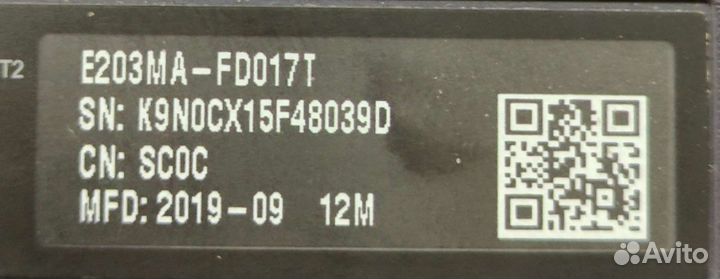 T2
E203MA-FD017T
SN: K9N0CX15F48039D
CN: SC0C
MFD: 2019-09 12M
Avito